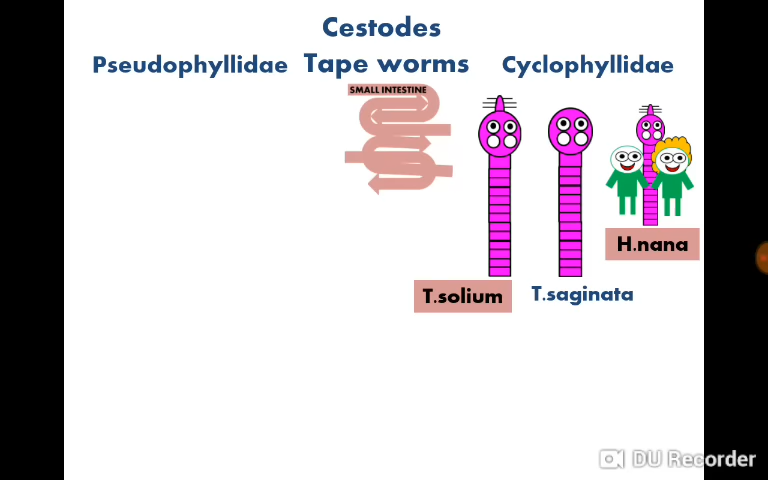 Cestodes
Pseudophyllidae Tape worms Cyclophyllidae
SMALL INTESTINE
H.nana
T.solium T.saginata
DU Recorder